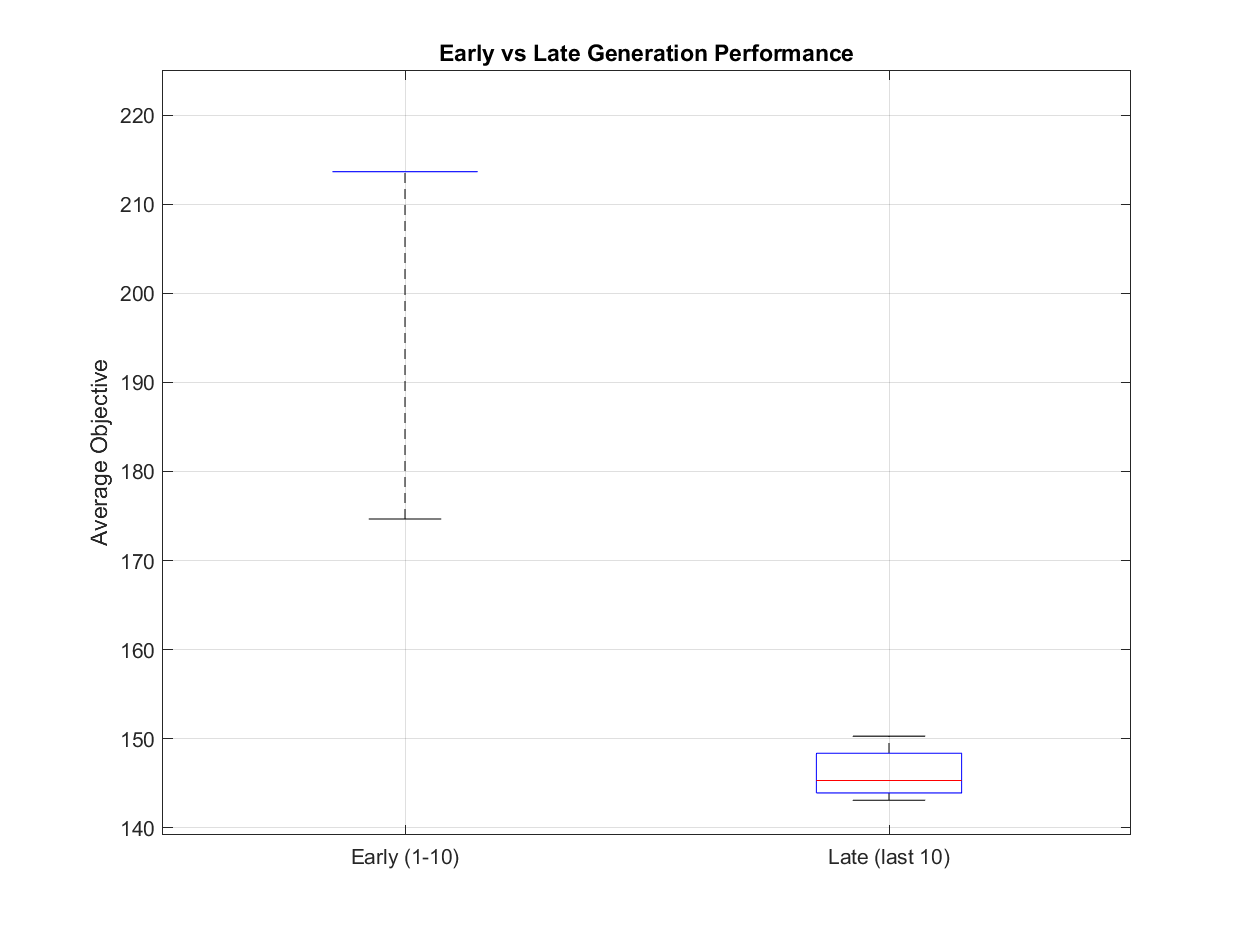 Early vs Late Generation Performance
220
210
200
190
180
170
160
150
140
Average Objective
Early (1-10)
Late (last 10)